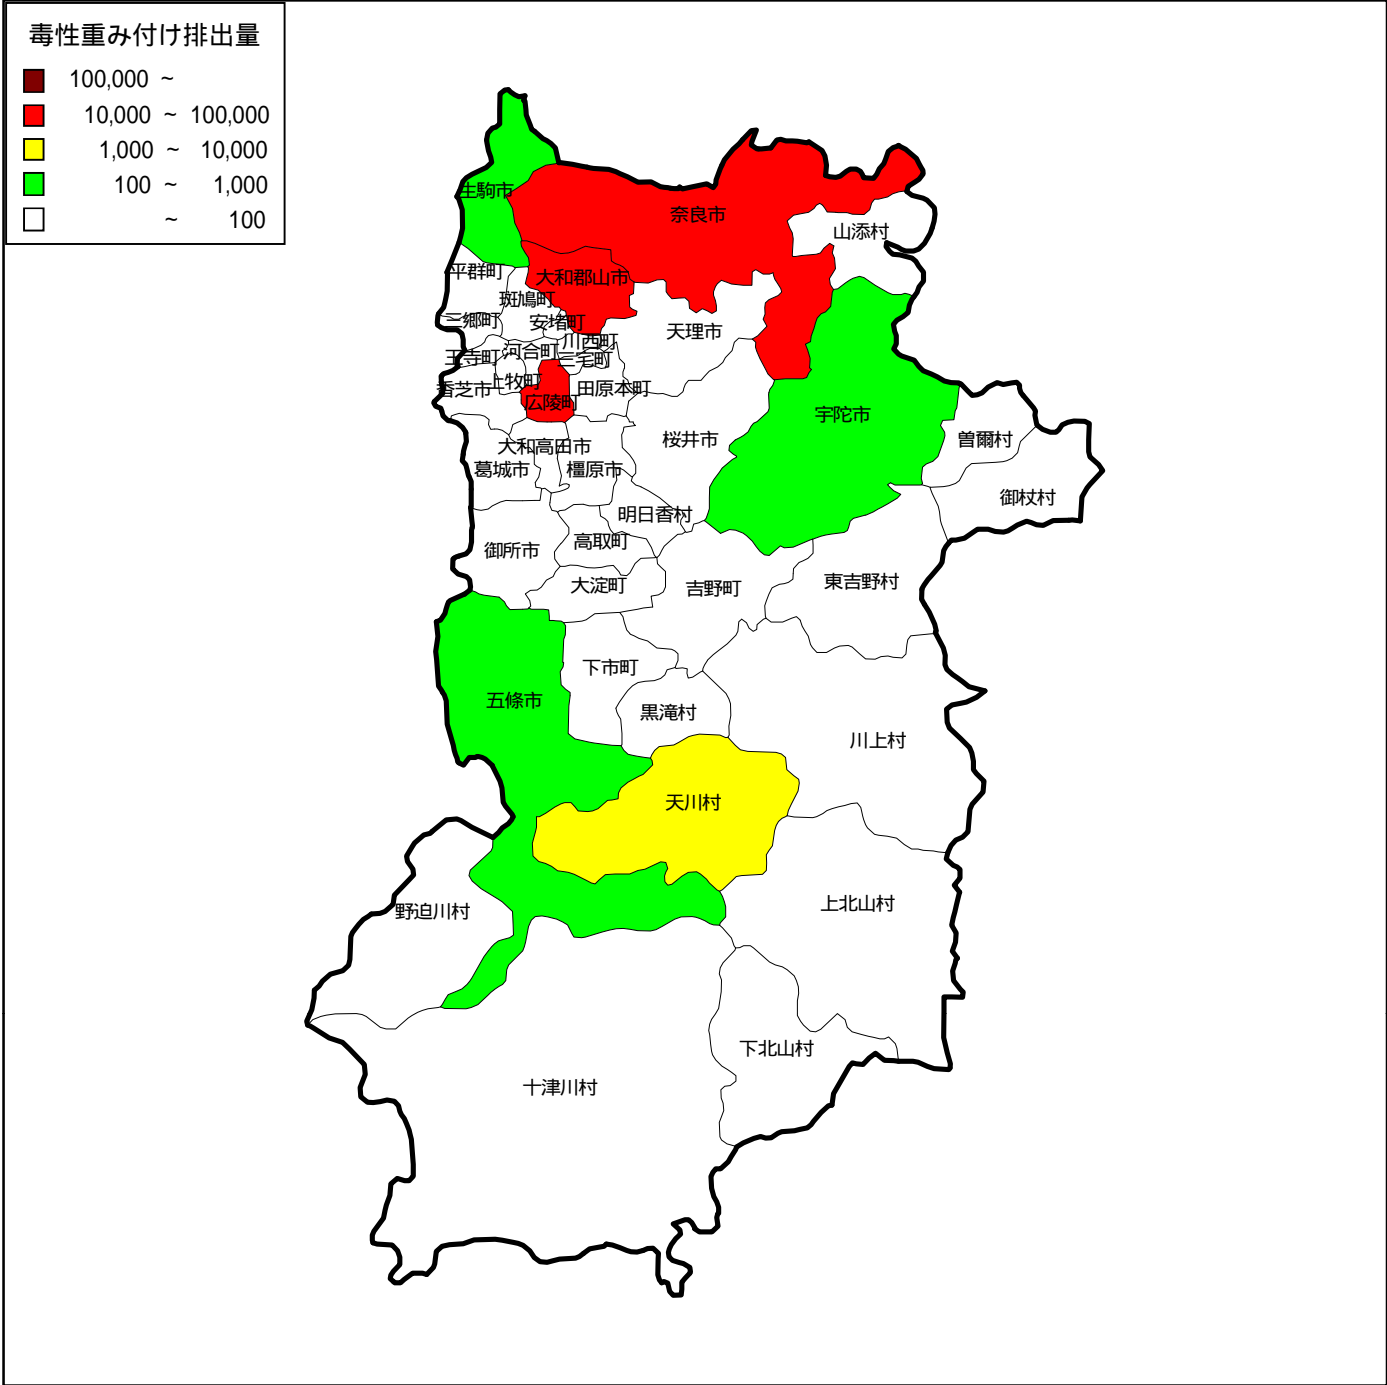 毒性重み付け排出量
100,000 ~
10,000 ~ 100,000
1,000 ~ 10,000
100 ~ 1,000
~ 100
生駒市
奈良市
山添村
平群町
大和郡山市
斑鳩町
三郷町
安堵町
天理市
川西町
王寺町
河合町
三宅町
香芝市
上牧町
田原本町
広陵町
宇陀市
桜井市
曽爾村
大和高田市
葛城市
橿原市
御杖村
明日香村
御所市
高取町
大淀町
吉野町
東吉野村
下市町
五條市
黒滝村
川上村
天川村
野迫川村
上北山村
下北山村
十津川村